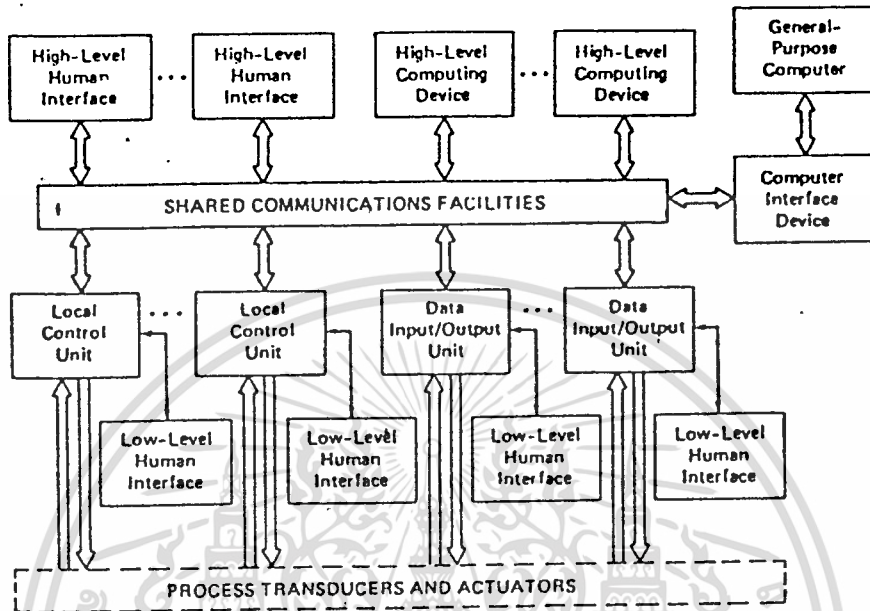 High-Level
Human
Interface
...
High-Level
Human
Interface
High-Level
Computing
Device
...
High-Level
Computing
Device
General-
Purpose
Computer
SHARED COMMUNICATIONS FACILITIES
Computer
Interface
Device
Local
Control
Unit
...
Local
Control
Unit
Data
Input/Output
Unit
...
Data
Input/Output
Unit
Low-Level
Human
Interface
Low-Level
Human
Interface
Low-Level
Human
Interface
Low-Level
Human
Interface
PROCESS TRANSDUCERS AND ACTUATORS